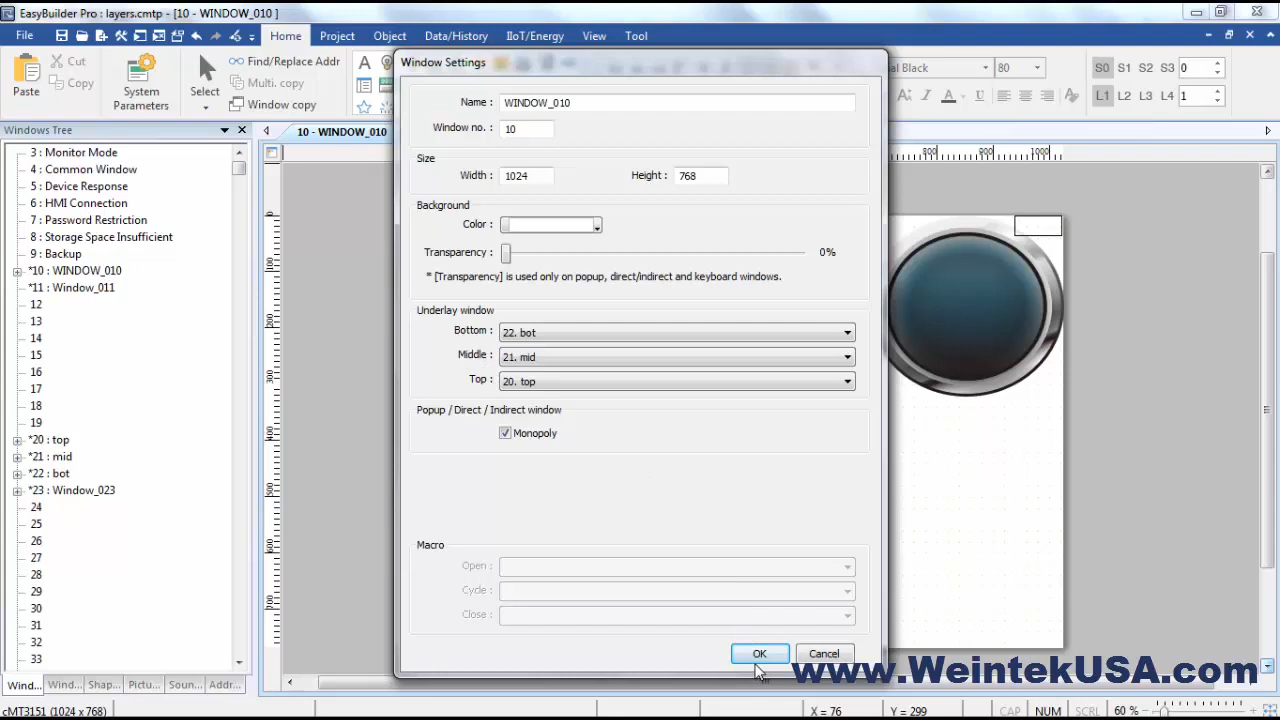 EasyBuilder Pro : layers.cmtp - [10 - WINDOW_010 ]
File Home Project Object Data/History IIoT/Energy View Tool
Paste
Cut
Copy
System
Parameters
Select
Find/Replace Addr
Multi. copy
Window copy
ial Black 80
S0 S1 S2 S3 0
L1 L2 L3 L4 1
Windows Tree
10 - WINDOW_010
3 : Monitor Mode
4 : Common Window
5 : Device Response
6 : HMI Connection
7 : Password Restriction
8 : Storage Space Insufficient
9 : Backup
*10 : WINDOW_010
*11 : Window_011
12
13
14
15
16
17
18
19
*20 : top
*21 : mid
*22 : bot
*23 : Window_023
24
25
26
27
28
29
30
31
32
33
Wind... Wind... Shap... Pictu... Soun... Addr...
Window Settings
Name : WINDOW_010
Window no. : 10
Size
Width : 1024 Height : 768
Background
Color :
Transparency : 0%
* [Transparency] is used only on popup, direct/indirect and keyboard windows.
Underlay window
Bottom : 22. bot
Middle : 21. mid
Top : 20. top
Popup / Direct / Indirect window
Monopoly
Macro
Open :
Cycle :
Close :
OK Cancel
www.WeintekUSA.com
cMT3151 (1024 x 768) X = 76 Y = 299 CAP NUM SCRL 60 %